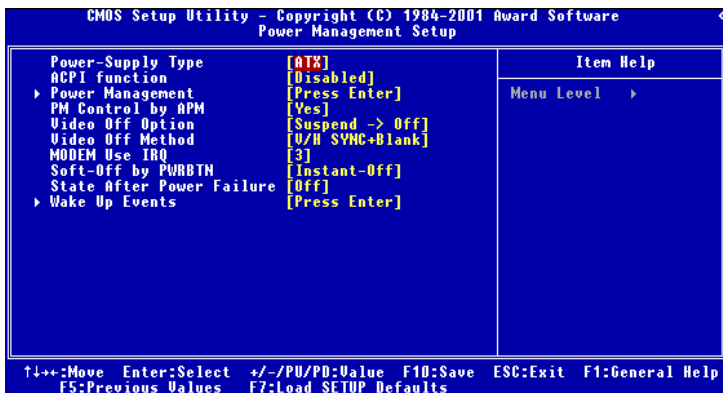 CMOS Setup Utility - Copyright (C) 1984-2001 Award Software
Power Management Setup
Power-Supply Type [ATX]
ACPI function [Disabled]
Power Management [Press Enter]
PM Control by APM [Yes]
Video Off Option [Suspend -> Off]
Video Off Method [V/H SYNC+Blank]
MODEM Use IRQ [3]
Soft-Off by PWRBTN [Instant-Off]
State After Power Failure [Off]
Wake Up Events [Press Enter]
Item Help
Menu Level
↑↓→←:Move Enter:Select +/-/PU/PD:Value F10:Save ESC:Exit F1:General Help
F5:Previous Values F7:Load SETUP Defaults